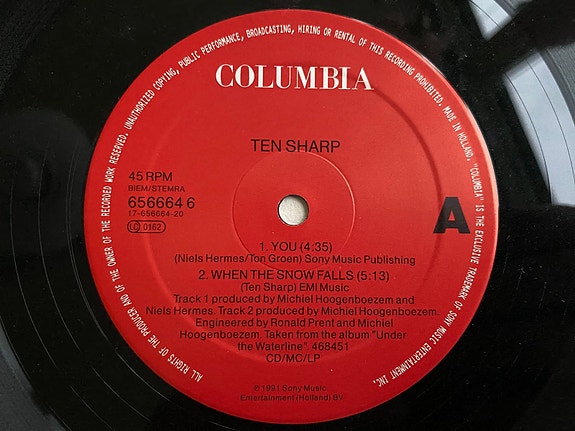 ALL RIGHTS OF THE PRODUCER AND OF THE OWNER OF THE RECORDED WORK RESERVED. UNAUTHORIZED COPYING, PUBLIC PERFORMANCE, BROADCASTING, HIRING OR RENTAL OF THIS RECORDING PROHIBITED. MADE IN HOLLAND. "COLUMBIA" IS THE EXCLUSIVE TRADEMARK OF SONY MUSIC ENTERTAINMENT, INC.
COLUMBIA
TEN SHARP
45 RPM
BIEM/STEMRA
656664 6
17-656664-20
LC 0162
A
1. YOU (4:35)
(Niels Hermes/Ton Groen) Sony Music Publishing
2. WHEN THE SNOW FALLS (5:13)
(Ten Sharp) EMI Music
Track 1 produced by Michiel Hoogenboezem and
Niels Hermes. Track 2 produced by Michiel Hoogenboezem.
Engineered by Ronald Prent and Michiel
Hoogenboezem. Taken from the album "Under
the Waterline". 468451
CD/MC/LP
℗ 1991 Sony Music
Entertainment (Holland) BV